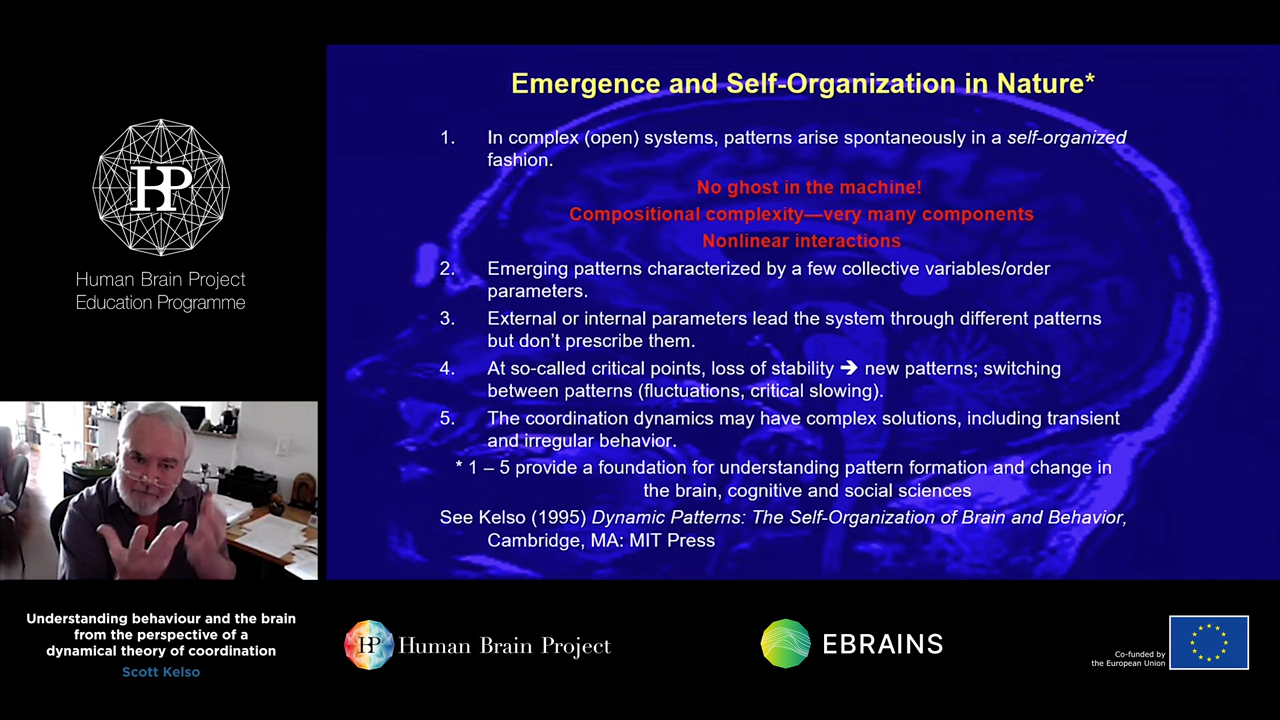 Emergence and Self-Organization in Nature*
1. In complex (open) systems, patterns arise spontaneously in a self-organized
fashion.
No ghost in the machine!
Compositional complexity—very many components
Nonlinear interactions
2. Emerging patterns characterized by a few collective variables/order
parameters.
3. External or internal parameters lead the system through different patterns
but don't prescribe them.
4. At so-called critical points, loss of stability ➔ new patterns; switching
between patterns (fluctuations, critical slowing).
5. The coordination dynamics may have complex solutions, including transient
and irregular behavior.
* 1 – 5 provide a foundation for understanding pattern formation and change in
the brain, cognitive and social sciences
See Kelso (1995) Dynamic Patterns: The Self-Organization of Brain and Behavior,
Cambridge, MA: MIT Press
HP
Human Brain Project
Education Programme
Understanding behaviour and the brain
from the perspective of a
dynamical theory of coordination
Scott Kelso
HP Human Brain Project
EBRAINS
Co-funded by
the European Union